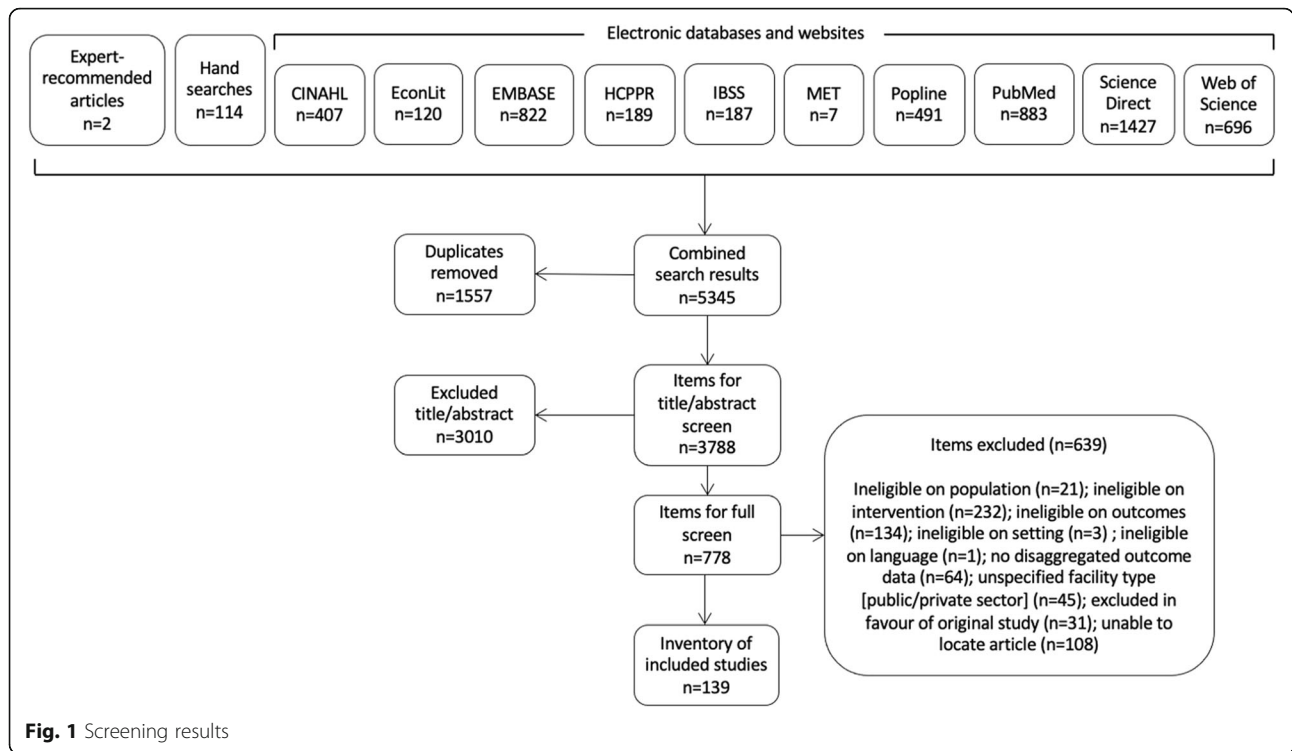 Electronic databases and websites
Expert-
recommended
articles
n=2
Hand
searches
n=114
CINAHL
n=407
EconLit
n=120
EMBASE
n=822
HCPPR
n=189
IBSS
n=187
MET
n=7
Popline
n=491
PubMed
n=883
Science
Direct
n=1427
Web of
Science
n=696
Combined
search results
n=5345
Duplicates
removed
n=1557
Items for
title/abstract
screen
n=3788
Excluded
title/abstract
n=3010
Items for full
screen
n=778
Items excluded (n=639)
Ineligible on population (n=21); ineligible on
intervention (n=232); ineligible on outcomes
(n=134); ineligible on setting (n=3) ; ineligible
on language (n=1); no disaggregated outcome
data (n=64); unspecified facility type
[public/private sector] (n=45); excluded in
favour of original study (n=31); unable to
locate article (n=108)
Inventory of
included studies
n=139
Fig. 1 Screening results